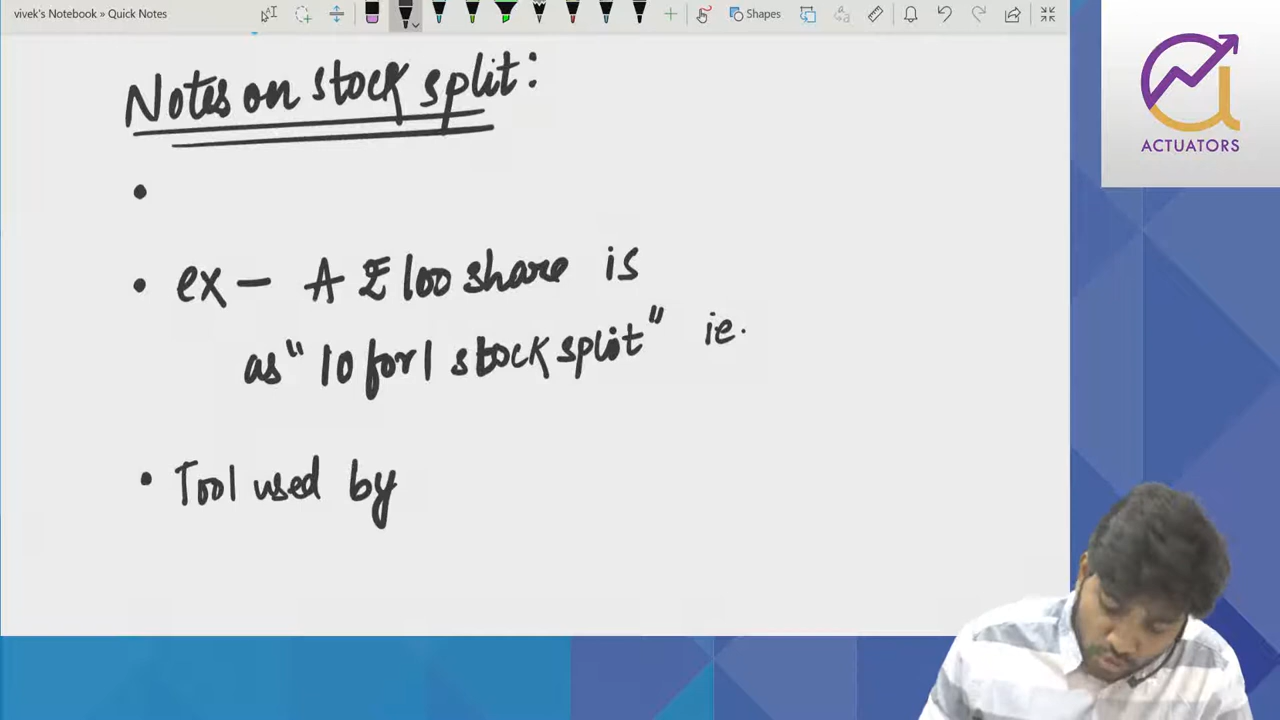 vivek's Notebook » Quick Notes
Shapes
ACTUATORS
Notes on stock split:
•
• ex – A £100 share is
as "10 for 1 stock split" ie.
• Tool used by